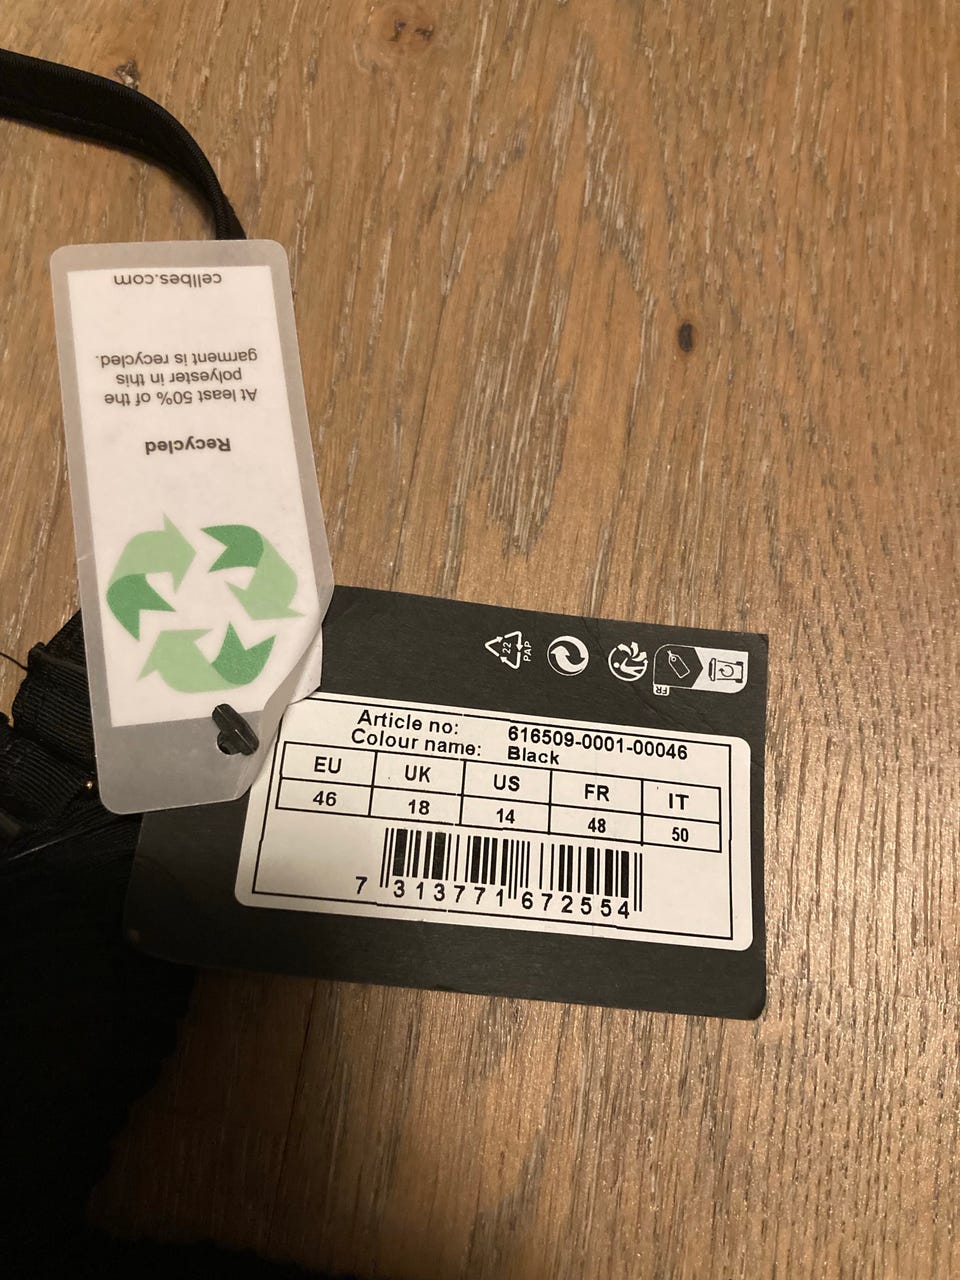 Recycled
At least 50% of the
polyester in this
garment is recycled.
cellbes.com
22
PAP
FR
Article no: 616509-0001-00046
Colour name: Black
EU UK US FR IT
46 18 14 48 50
7 313771 672554